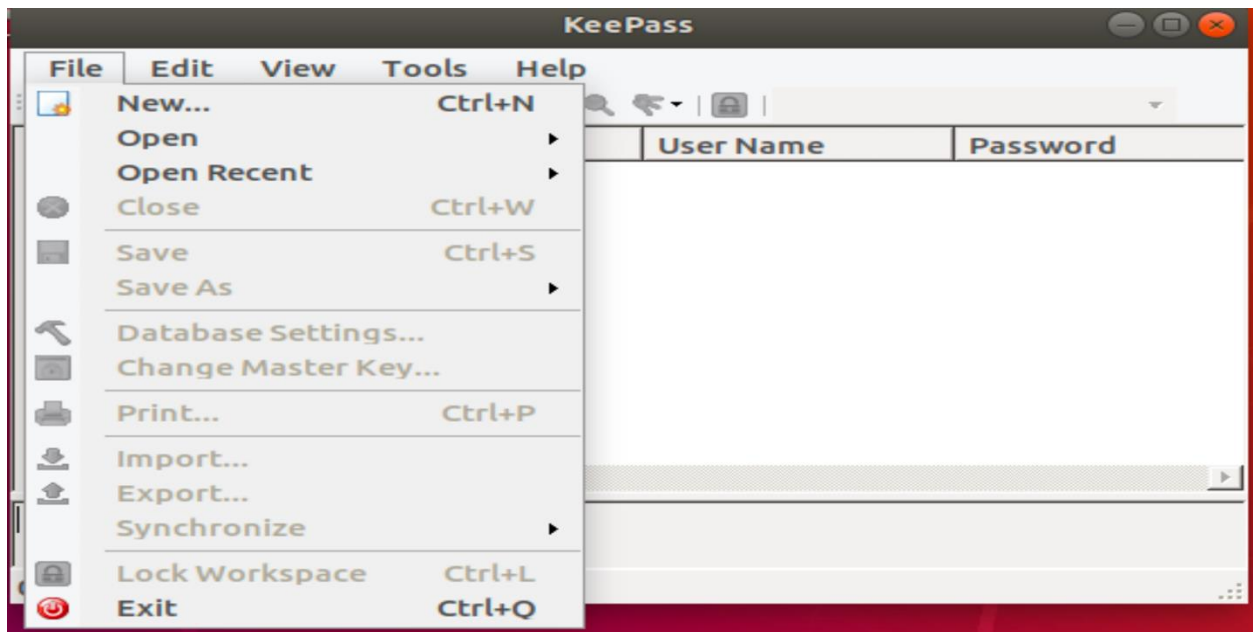 KeePass
File Edit View Tools Help
New... Ctrl+N
Open
Open Recent
Close Ctrl+W
Save Ctrl+S
Save As
Database Settings...
Change Master Key...
Print... Ctrl+P
Import...
Export...
Synchronize
Lock Workspace Ctrl+L
Exit Ctrl+Q
User Name Password